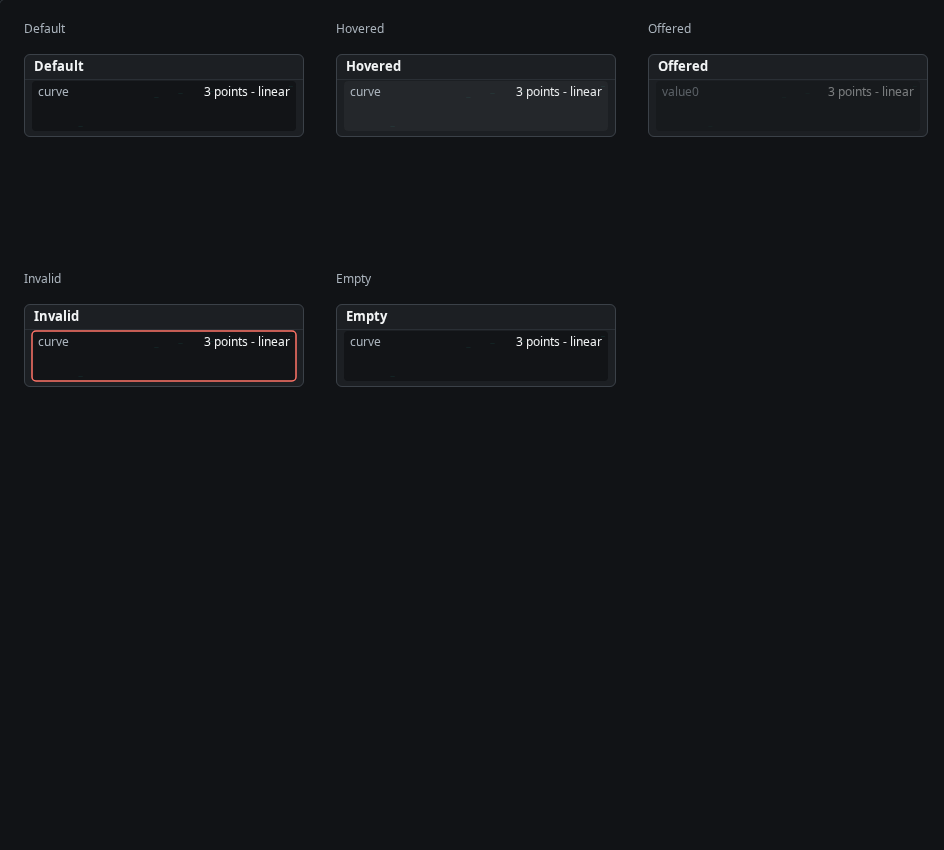 Default
Hovered
Offered
Default
Hovered
Offered
curve 3 points - linear
curve 3 points - linear
value0 3 points - linear
Invalid
Empty
Invalid
Empty
curve 3 points - linear
curve 3 points - linear